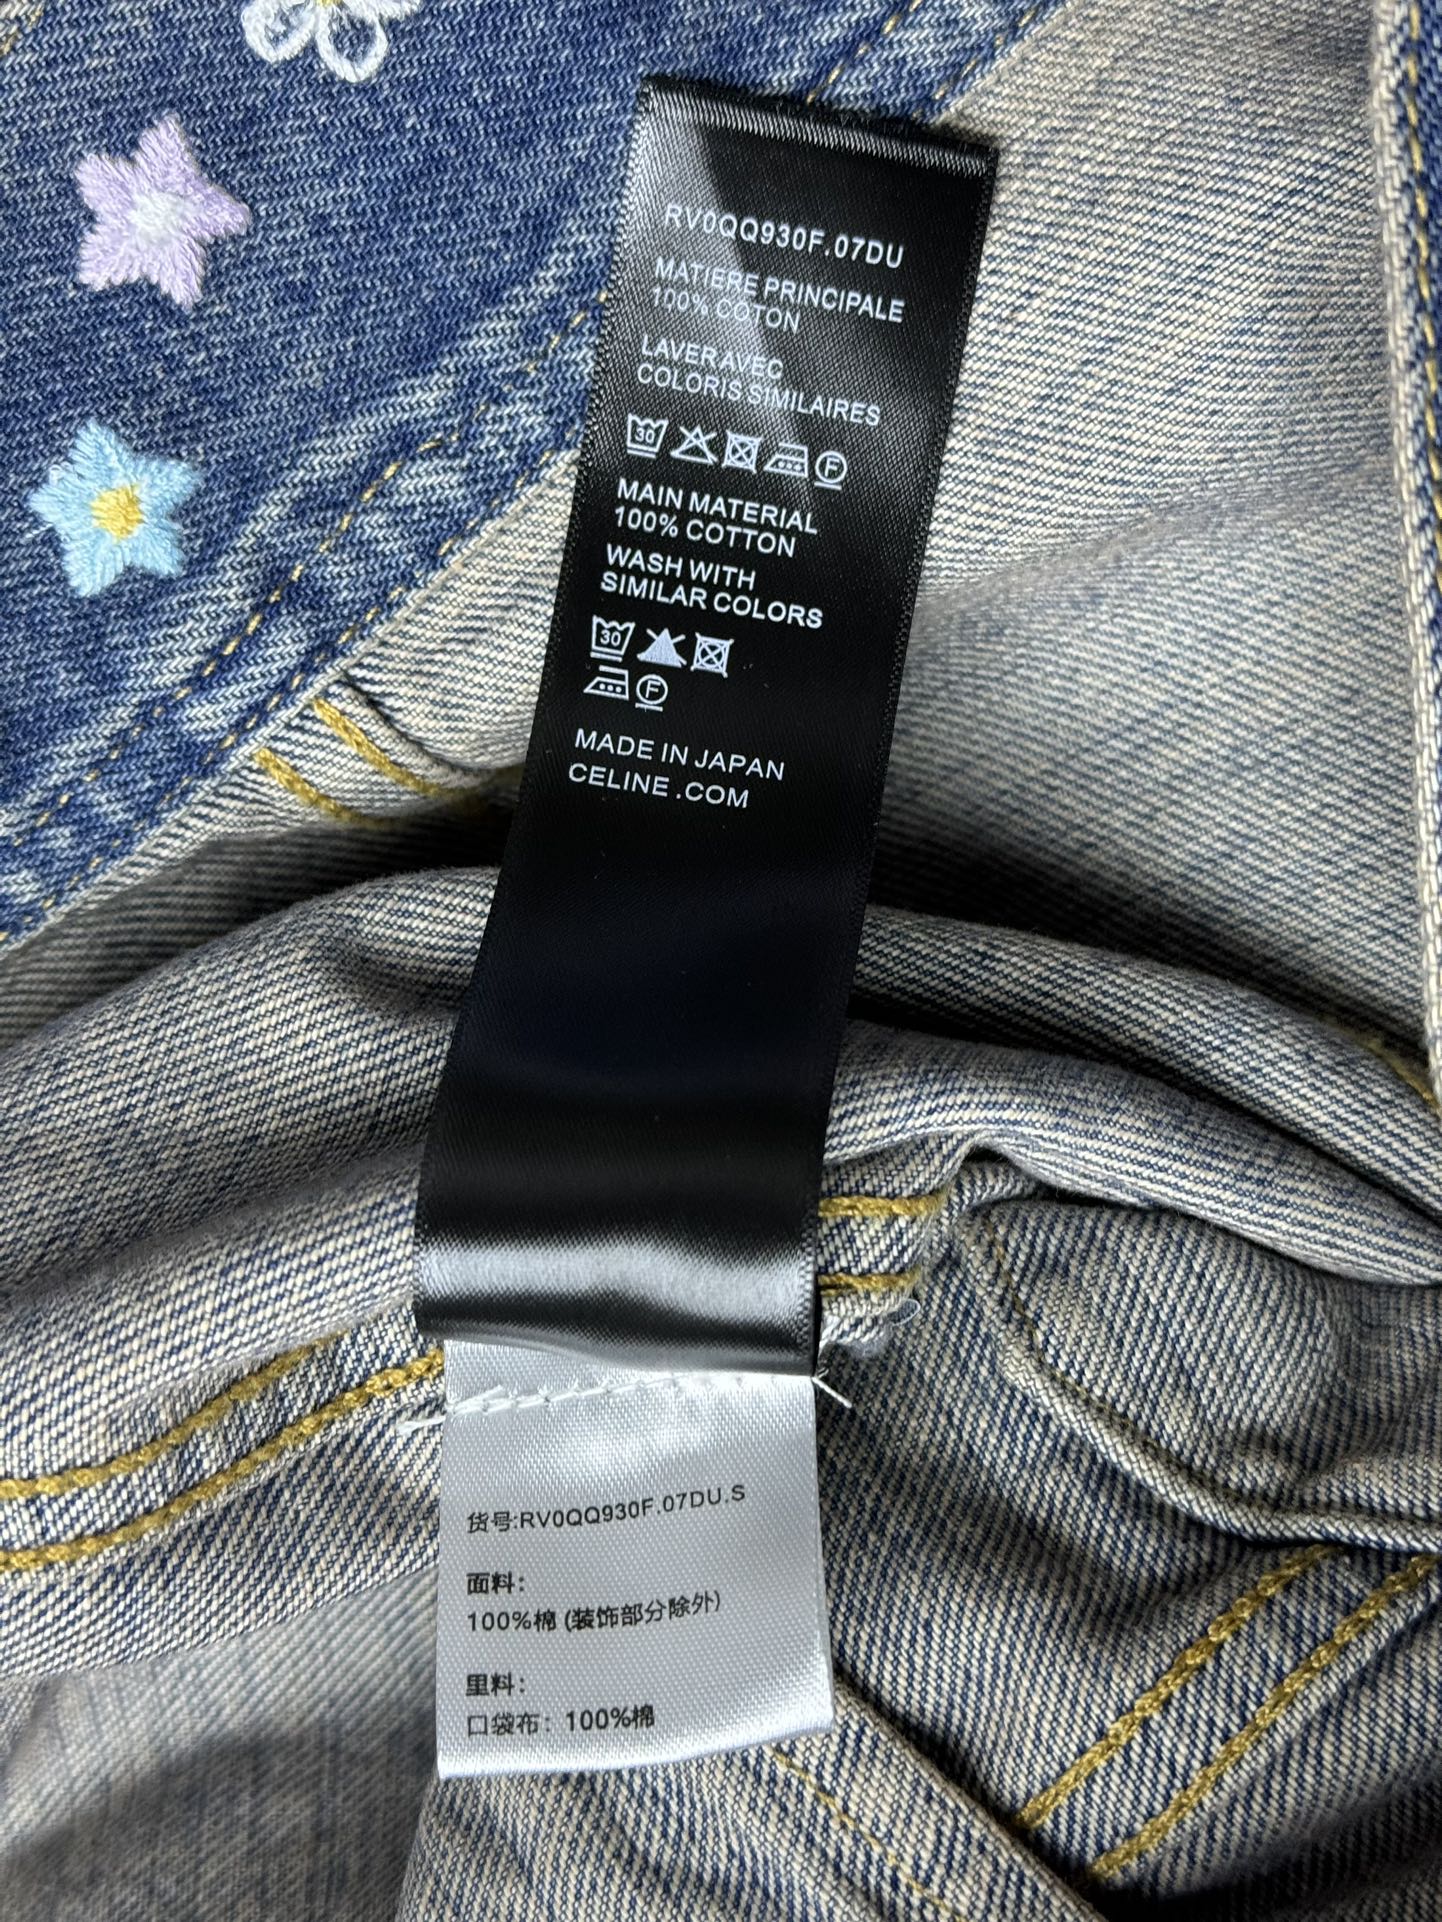 RV0QQ930F.07DU
MATIERE PRINCIPALE
100% COTON
LAVER AVEC
COLORIS SIMILAIRES
30
F
MAIN MATERIAL
100% COTTON
WASH WITH
SIMILAR COLORS
30
F
MADE IN JAPAN
CELINE .COM
货号:RV0QQ930F.07DU.S
面料:
100%棉 (装饰部分除外)
里料:
口袋布: 100%棉